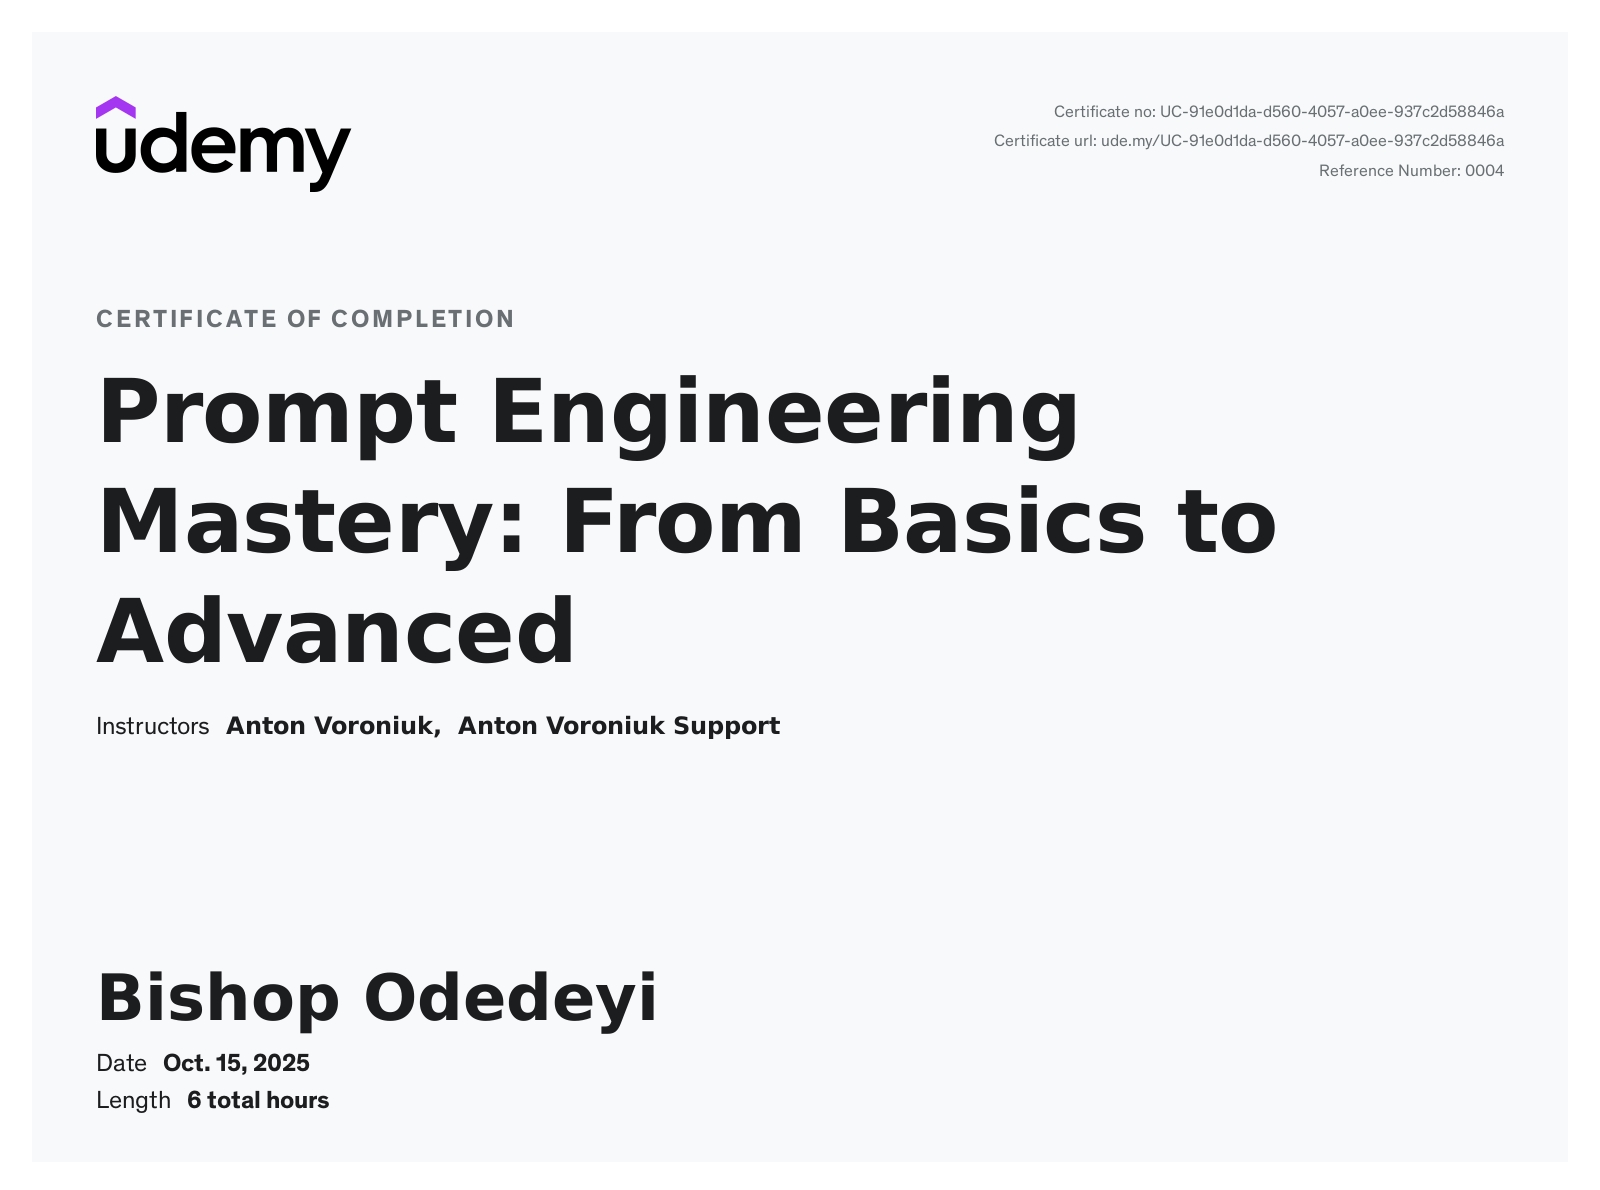 udemy
Certificate no: UC-91e0d1da-d560-4057-a0ee-937c2d58846a
Certificate url: ude.my/UC-91e0d1da-d560-4057-a0ee-937c2d58846a
Reference Number: 0004
CERTIFICATE OF COMPLETION
Prompt Engineering
Mastery: From Basics to
Advanced
Instructors Anton Voroniuk, Anton Voroniuk Support
Bishop Odedeyi
Date Oct. 15, 2025
Length 6 total hours